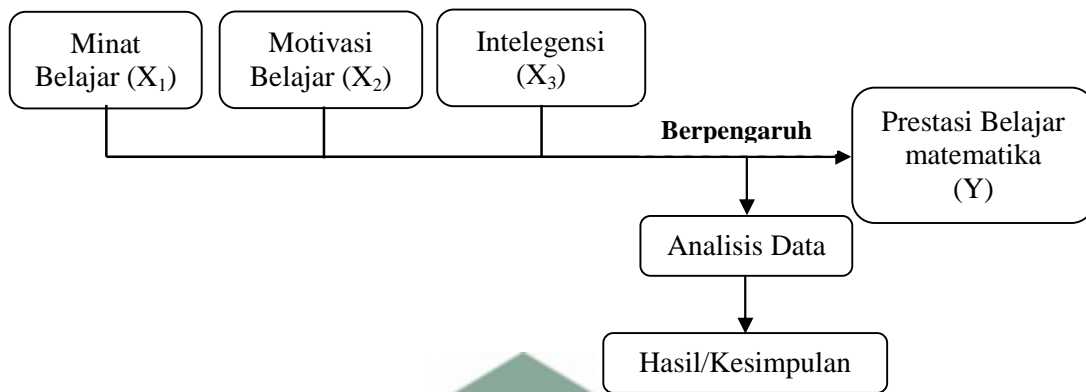 Minat
Belajar (X₁)
Motivasi
Belajar (X₂)
Intelegensi
(X₃)
Berpengaruh
Prestasi Belajar
matematika
(Y)
Analisis Data
Hasil/Kesimpulan